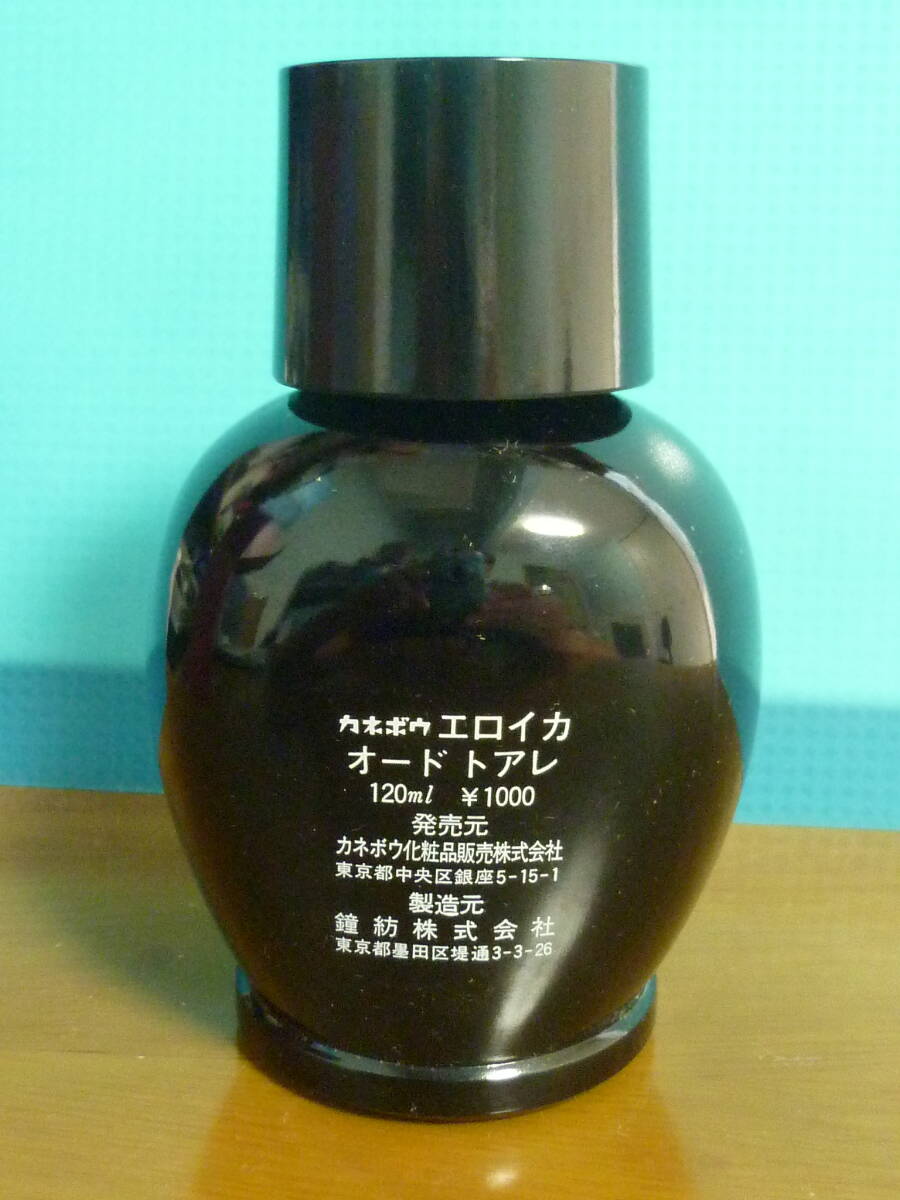 カネボウ エロイカ
オード トアレ
120ml ￥1000
発売元
カネボウ化粧品販売株式会社
東京都中央区銀座5-15-1
製造元
鐘紡株式会社
東京都墨田区堤通3-3-26